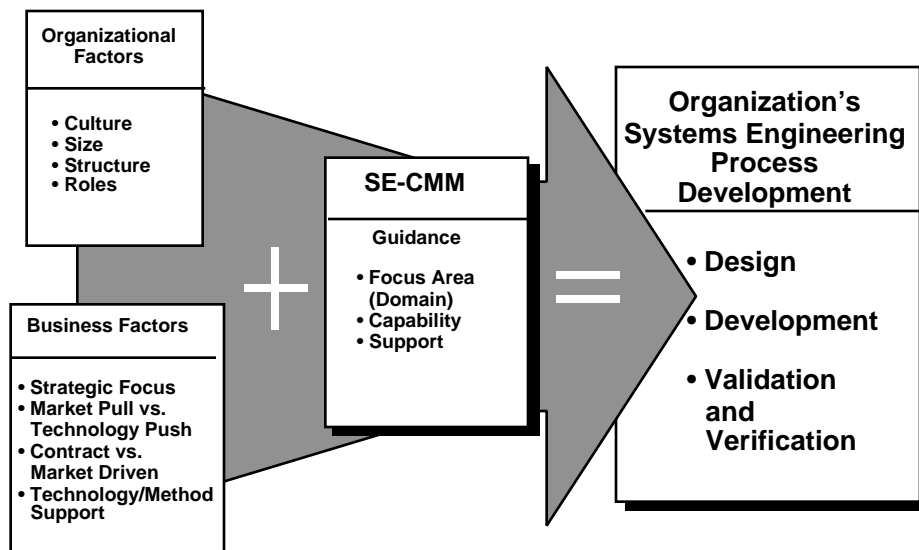 Organizational
Factors
• Culture
• Size
• Structure
• Roles
Business Factors
• Strategic Focus
• Market Pull vs.
Technology Push
• Contract vs.
Market Driven
• Technology/Method
Support
+
SE-CMM
Guidance
• Focus Area
(Domain)
• Capability
• Support
=
Organization’s
Systems Engineering
Process
Development
• Design
• Development
• Validation
and
Verification